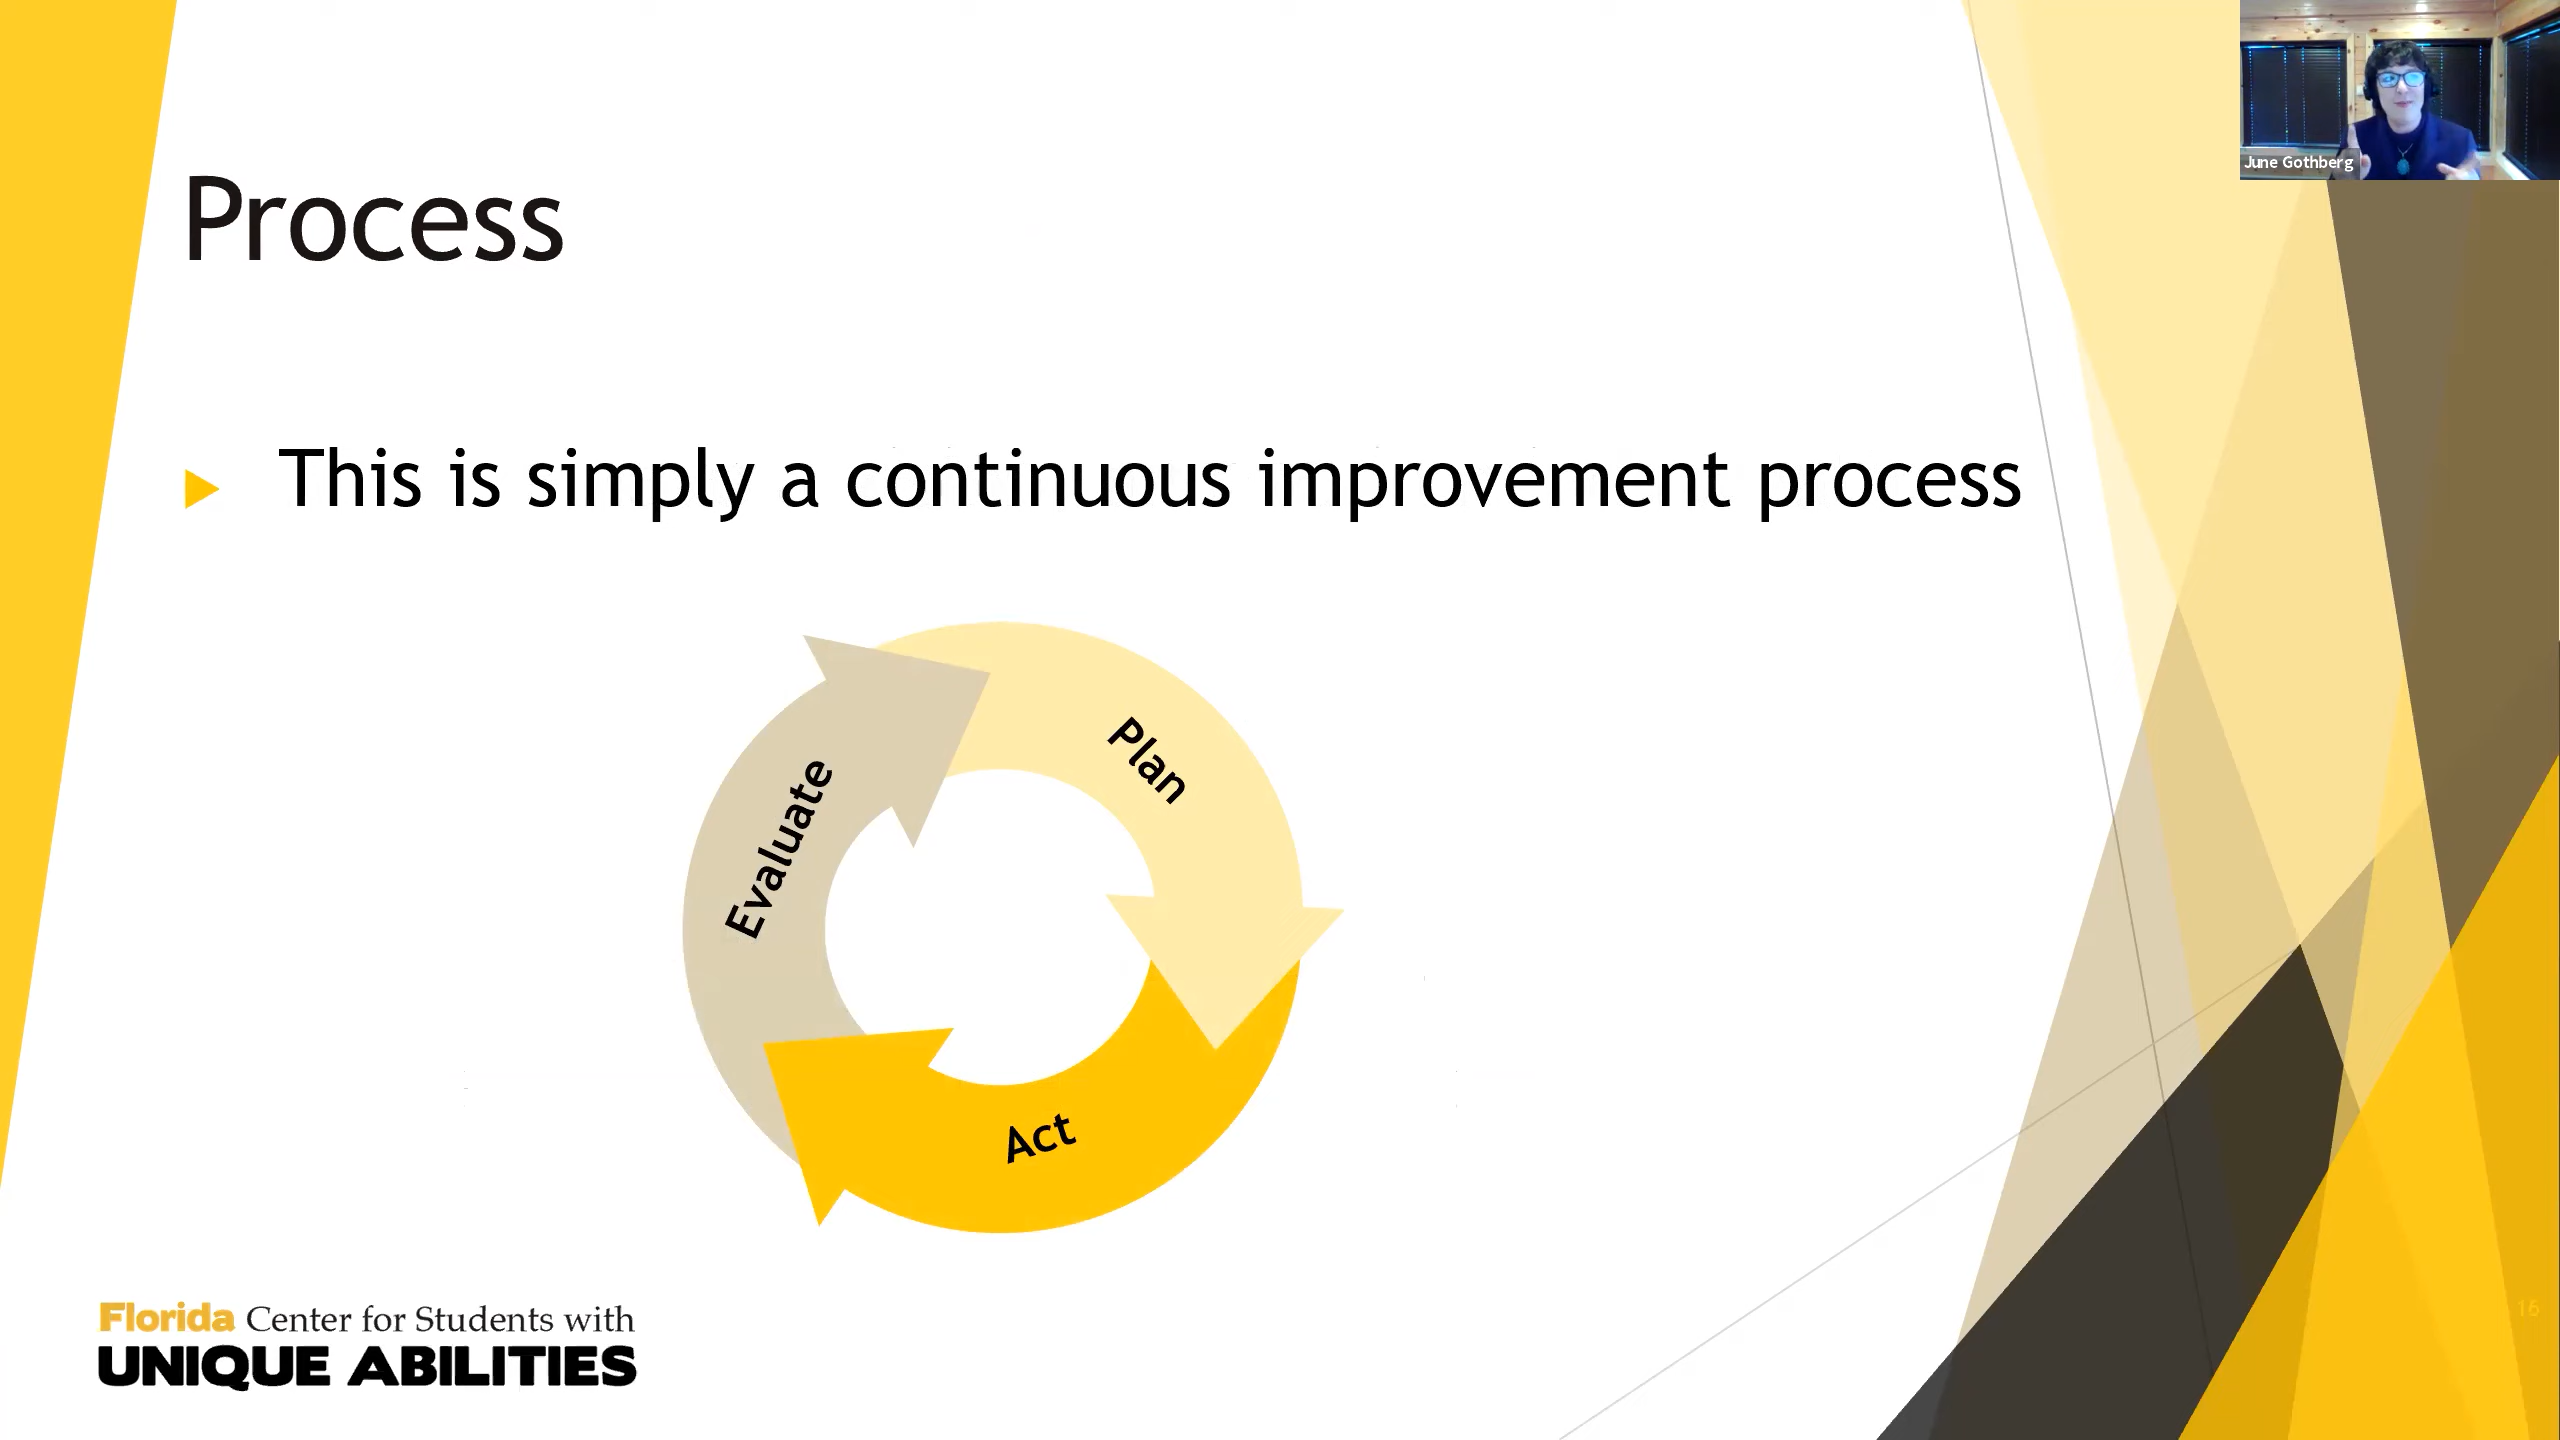 June Gothberg
Process
This is simply a continuous improvement process
Plan
Evaluate
Act
Florida Center for Students with
UNIQUE ABILITIES